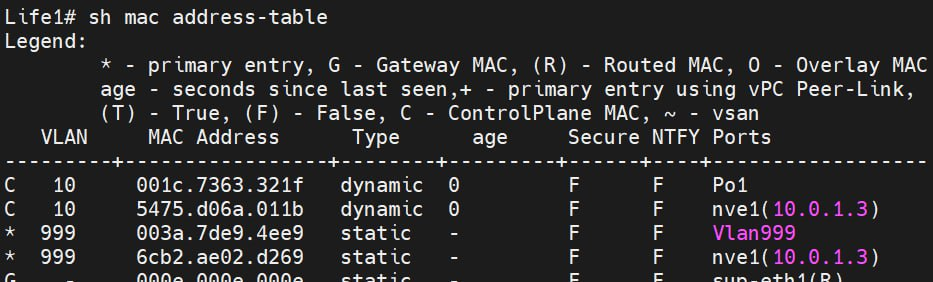 Life1# sh mac address-table
Legend:
* - primary entry, G - Gateway MAC, (R) - Routed MAC, O - Overlay MAC
age - seconds since last seen,+ - primary entry using vPC Peer-Link,
(T) - True, (F) - False, C - ControlPlane MAC, ~ - vsan
VLAN MAC Address Type age Secure NTFY Ports
---------+-----------------+--------+---------+------+----+------------------
C 10 001c.7363.321f dynamic 0 F F Po1
C 10 5475.d06a.011b dynamic 0 F F nve1(10.0.1.3)
* 999 003a.7de9.4ee9 static - F F Vlan999
* 999 6cb2.ae02.d269 static - F F nve1(10.0.1.3)
G - 000e.000e.000e static - F F sup-eth1(R)